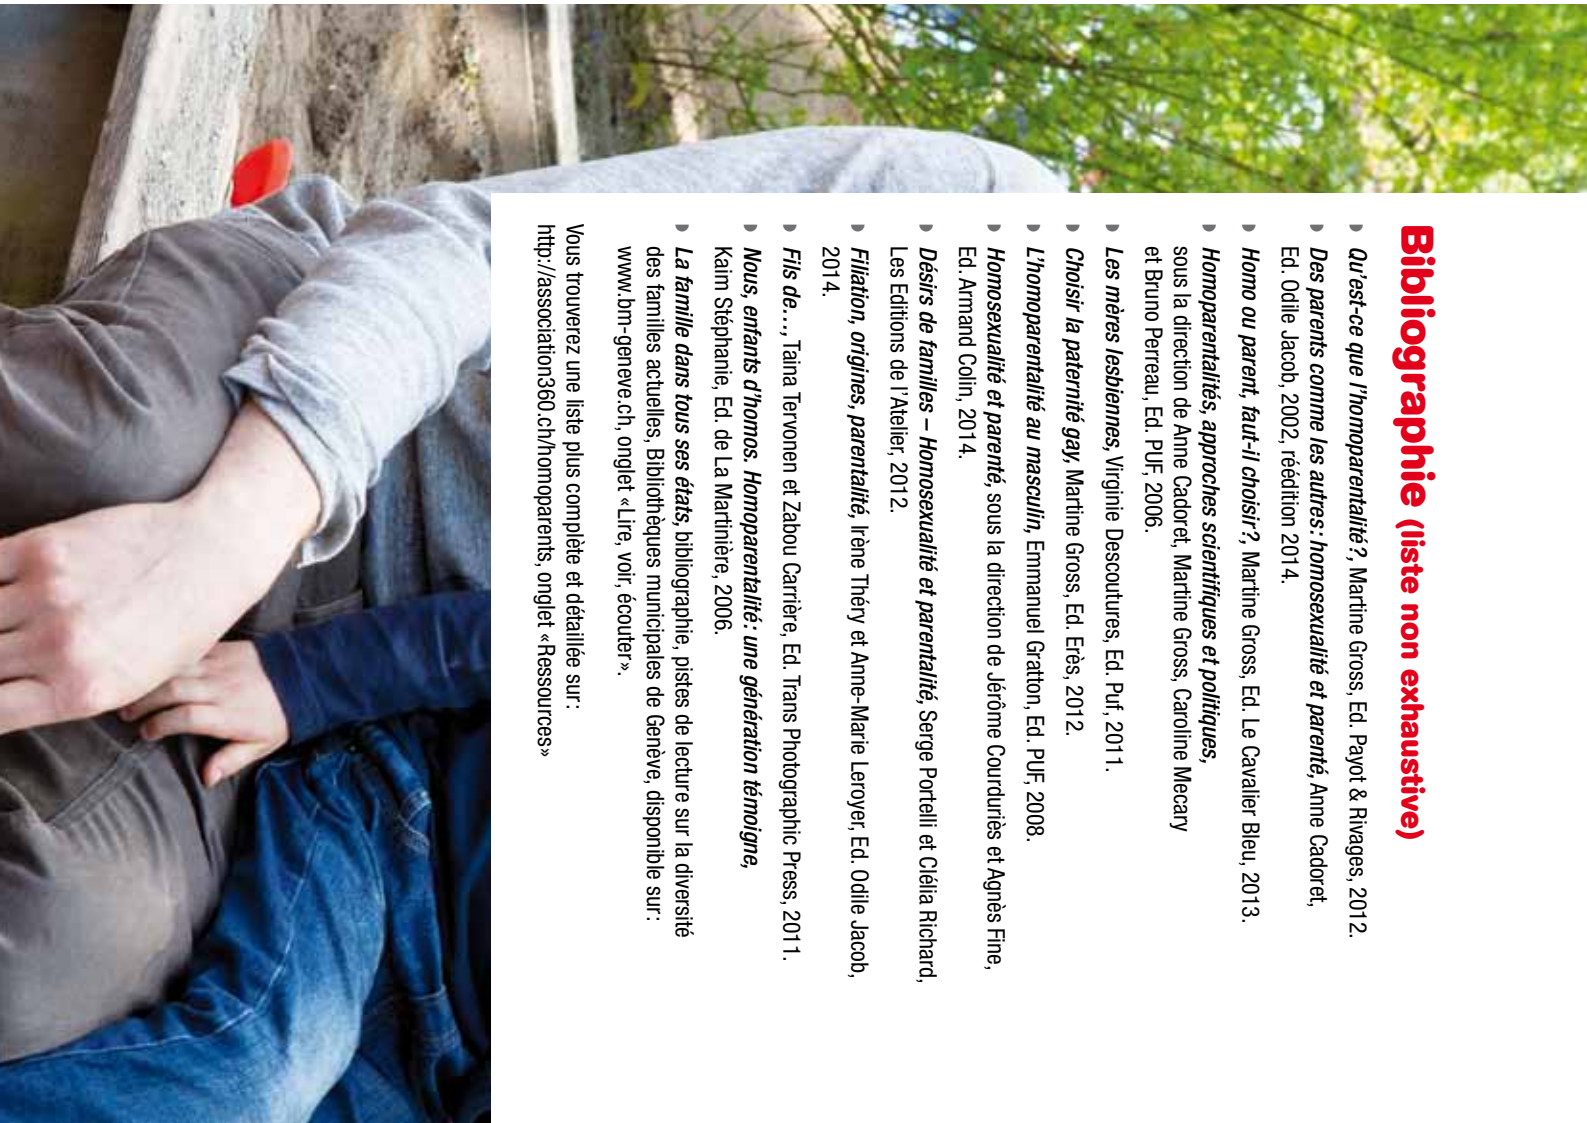 Bibliographie (liste non exhaustive)
◗ Qu’est-ce que l’homoparentalité?, Martine Gross, Ed. Payot & Rivages, 2012.
◗ Des parents comme les autres: homosexualité et parenté, Anne Cadoret,
Ed. Odile Jacob, 2002, réédition 2014.
◗ Homo ou parent, faut-il choisir?, Martine Gross, Ed. Le Cavalier Bleu, 2013.
◗ Homoparentalités, approches scientifiques et politiques,
sous la direction de Anne Cadoret, Martine Gross, Caroline Mecary
et Bruno Perreau, Ed. PUF, 2006.
◗ Les mères lesbiennes, Virginie Descoutures, Ed. Puf, 2011.
◗ Choisir la paternité gay, Martine Gross, Ed. Erès, 2012.
◗ L’homoparentalité au masculin, Emmanuel Gratton, Ed. PUF, 2008.
◗ Homosexualité et parenté, sous la direction de Jérôme Courduriès et Agnès Fine,
Ed. Armand Colin, 2014.
◗ Désirs de familles – Homosexualité et parentalité, Serge Portelli et Clélia Richard,
Les Editions de l’Atelier, 2012.
◗ Filiation, origines, parentalité, Irène Théry et Anne-Marie Leroyer, Ed. Odile Jacob,
2014.
◗ Fils de…, Taina Tervonen et Zabou Carrière, Ed. Trans Photographic Press, 2011.
◗ Nous, enfants d’homos. Homoparentalité: une génération témoigne,
Kaim Stéphanie, Ed. de La Martinière, 2006.
◗ La famille dans tous ses états, bibliographie, pistes de lecture sur la diversité
des familles actuelles, Bibliothèques municipales de Genève, disponible sur:
www.bm-geneve.ch, onglet «Lire, voir, écouter».
Vous trouverez une liste plus complète et détaillée sur:
http://association360.ch/homoparents, onglet «Ressources»